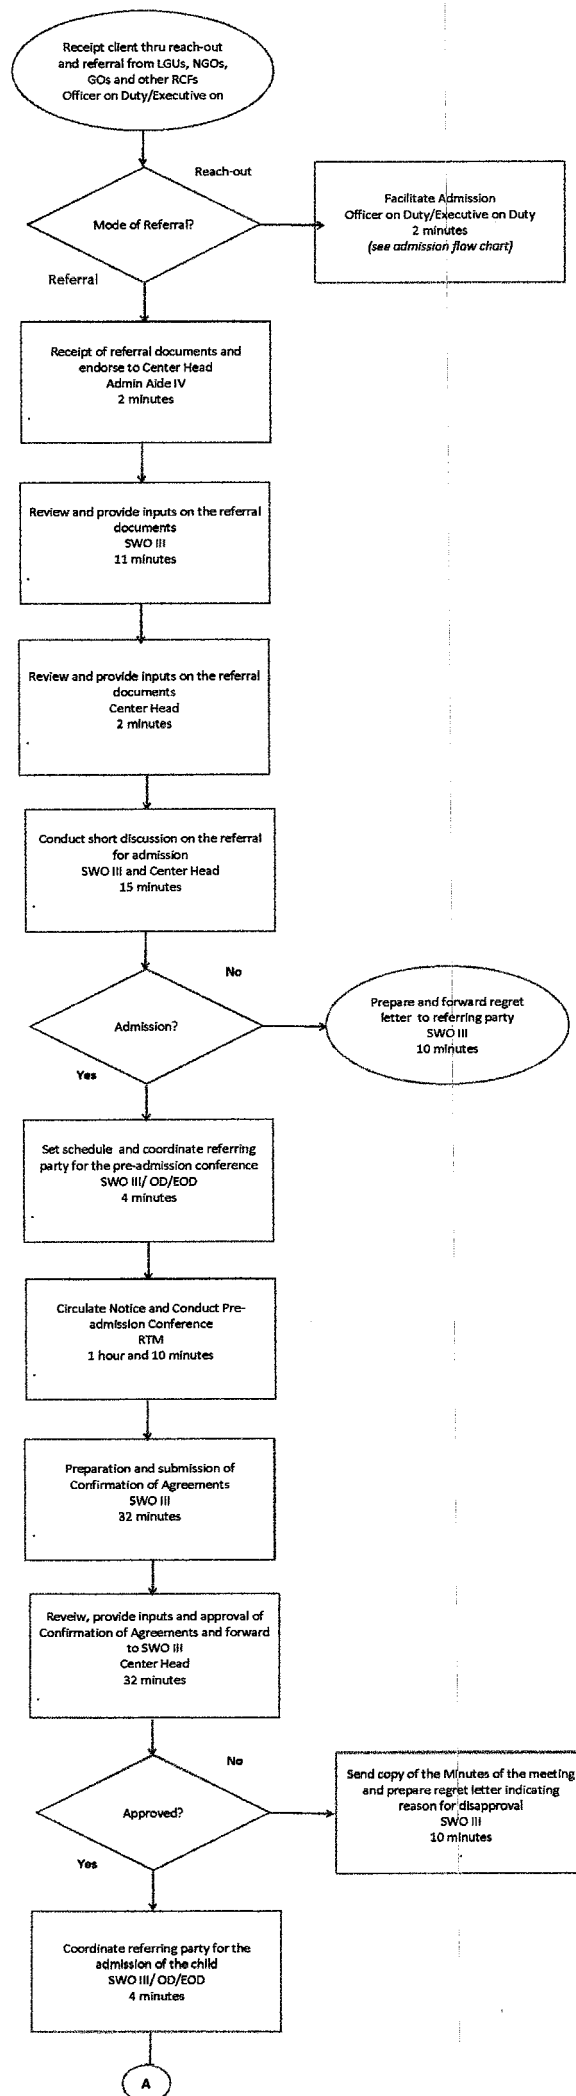 Receipt client thru reach-out
and referral from LGUs, NGOs,
GOs and other RCFs
Officer on Duty/Executive on
Reach-out
Mode of Referral?
Facilitate Admission
Officer on Duty/Executive on Duty
2 minutes
(see admission flow chart)
Referral
Receipt of referral documents and
endorse to Center Head
Admin Aide IV
2 minutes
Review and provide inputs on the referral
documents
SWO III
11 minutes
Review and provide inputs on the referral
documents
Center Head
2 minutes
Conduct short discussion on the referral
for admission
SWO III and Center Head
15 minutes
No
Admission?
Prepare and forward regret
letter to referring party
SWO III
10 minutes
Yes
Set schedule and coordinate referring
party for the pre-admission conference
SWO III/ OD/EOD
4 minutes
Circulate Notice and Conduct Pre-
admission Conference
RTM
1 hour and 10 minutes
Preparation and submission of
Confirmation of Agreements
SWO III
32 minutes
Reveiw, provide inputs and approval of
Confirmation of Agreements and forward
to SWO III
Center Head
32 minutes
No
Approved?
Send copy of the Minutes of the meeting
and prepare regret letter indicating
reason for disapproval
SWO III
10 minutes
Yes
Coordinate referring party for the
admission of the child
SWO III/ OD/EOD
4 minutes
A